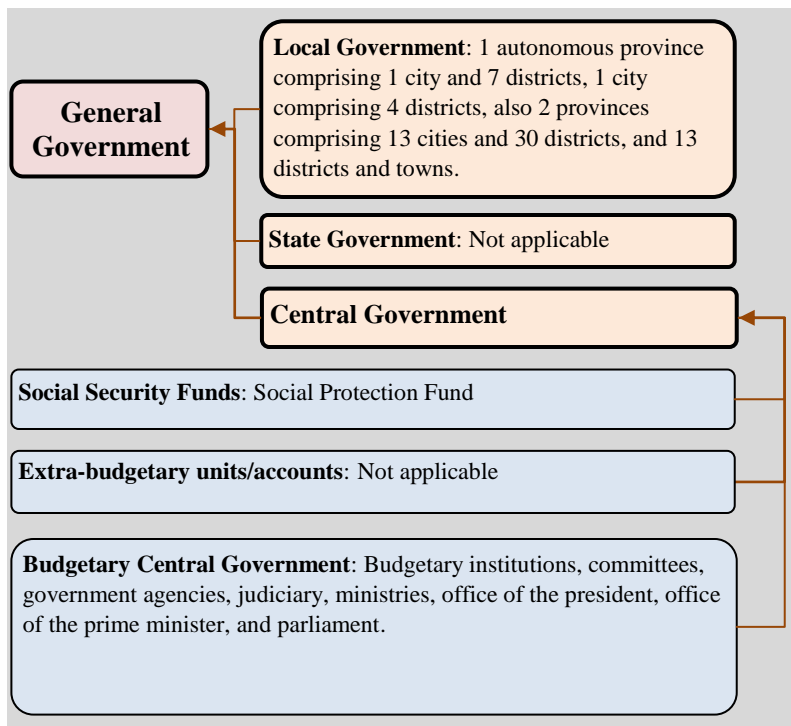 General
Government
Local Government: 1 autonomous province
comprising 1 city and 7 districts, 1 city
comprising 4 districts, also 2 provinces
comprising 13 cities and 30 districts, and 13
districts and towns.
State Government: Not applicable
Central Government
Social Security Funds: Social Protection Fund
Extra-budgetary units/accounts: Not applicable
Budgetary Central Government: Budgetary institutions, committees,
government agencies, judiciary, ministries, office of the president, office
of the prime minister, and parliament.